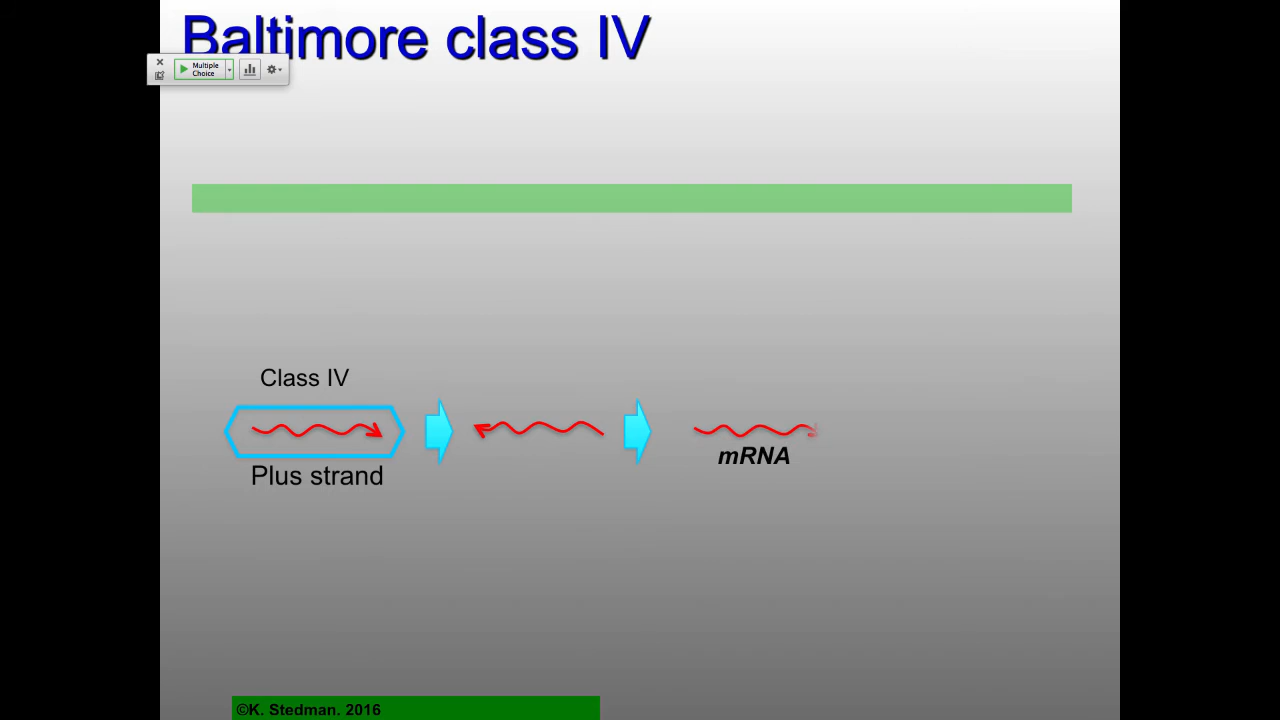 Baltimore class IV
Multiple
Choice
Class IV
Plus strand
mRNA
©K. Stedman. 2016